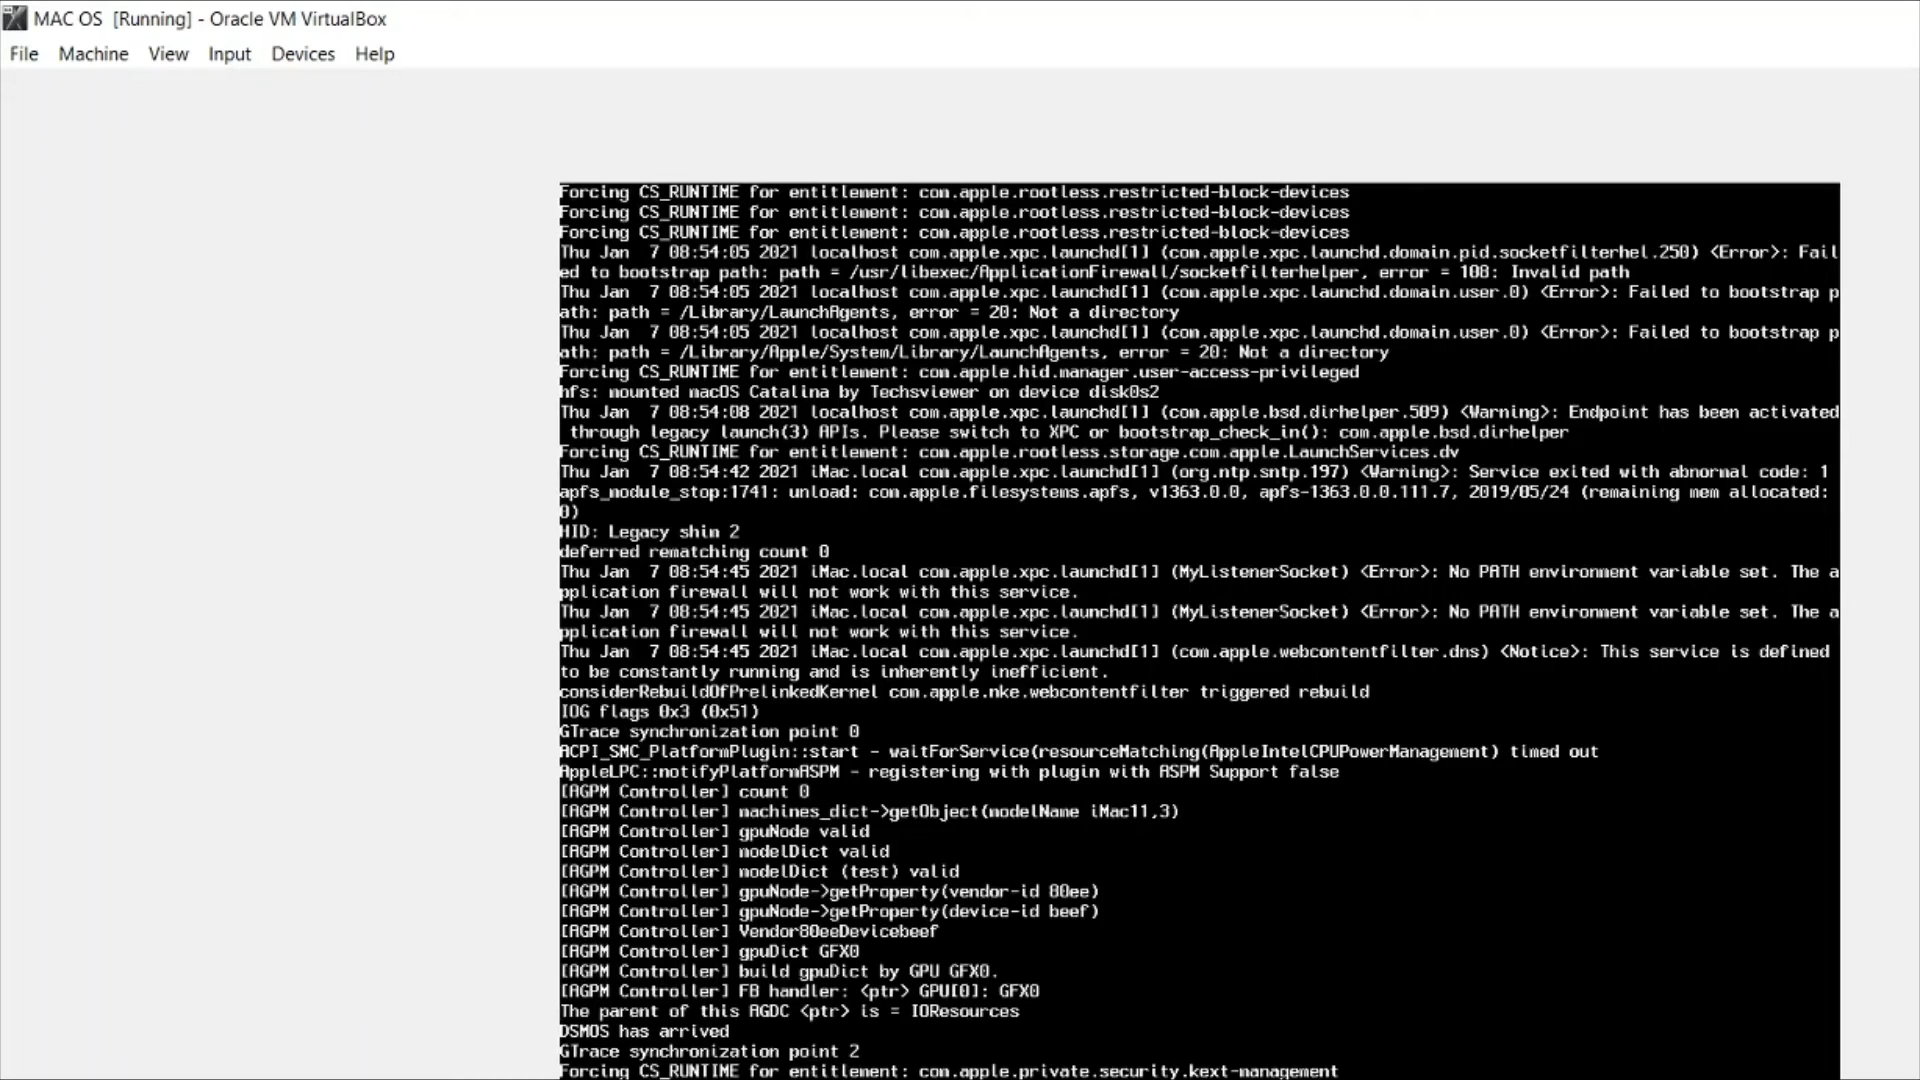 MAC OS [Running] - Oracle VM VirtualBox
File Machine View Input Devices Help
Forcing CS_RUNTIME for entitlement: com.apple.rootless.restricted-block-devices
Forcing CS_RUNTIME for entitlement: com.apple.rootless.restricted-block-devices
Forcing CS_RUNTIME for entitlement: com.apple.rootless.restricted-block-devices
Thu Jan  7 08:54:05 2021 localhost com.apple.xpc.launchd[1] (com.apple.xpc.launchd.domain.pid.socketfilterhel.250) <Error>: Fail
ed to bootstrap path: path = /usr/libexec/ApplicationFirewall/socketfilterhelper, error = 108: Invalid path
Thu Jan  7 08:54:05 2021 localhost com.apple.xpc.launchd[1] (com.apple.xpc.launchd.domain.user.0) <Error>: Failed to bootstrap p
ath: path = /Library/LaunchAgents, error = 20: Not a directory
Thu Jan  7 08:54:05 2021 localhost com.apple.xpc.launchd[1] (com.apple.xpc.launchd.domain.user.0) <Error>: Failed to bootstrap p
ath: path = /Library/Apple/System/Library/LaunchAgents, error = 20: Not a directory
Forcing CS_RUNTIME for entitlement: com.apple.hid.manager.user-access-privileged
hfs: mounted macOS Catalina by Techsviewer on device disk0s2
Thu Jan  7 08:54:08 2021 localhost com.apple.xpc.launchd[1] (com.apple.bsd.dirhelper.509) <Warning>: Endpoint has been activated
 through legacy launch(3) APIs. Please switch to XPC or bootstrap_check_in(): com.apple.bsd.dirhelper
Forcing CS_RUNTIME for entitlement: com.apple.rootless.storage.com.apple.LaunchServices.dv
Thu Jan  7 08:54:42 2021 iMac.local com.apple.xpc.launchd[1] (org.ntp.sntp.197) <Warning>: Service exited with abnormal code: 1
apfs_module_stop:1741: unload: com.apple.filesystems.apfs, v1363.0.0, apfs-1363.0.0.111.7, 2019/05/24 (remaining mem allocated:
0)
HID: Legacy shim 2
deferred rematching count 0
Thu Jan  7 08:54:45 2021 iMac.local com.apple.xpc.launchd[1] (MyListenerSocket) <Error>: No PATH environment variable set. The a
pplication firewall will not work with this service.
Thu Jan  7 08:54:45 2021 iMac.local com.apple.xpc.launchd[1] (MyListenerSocket) <Error>: No PATH environment variable set. The a
pplication firewall will not work with this service.
Thu Jan  7 08:54:45 2021 iMac.local com.apple.xpc.launchd[1] (com.apple.webcontentfilter.dns) <Notice>: This service is defined
to be constantly running and is inherently inefficient.
considerRebuildOfPrelinkedKernel com.apple.nke.webcontentfilter triggered rebuild
IOG flags 0x3 (0x51)
GTrace synchronization point 0
ACPI_SMC_PlatformPlugin::start - waitForService(resourceMatching(AppleIntelCPUPowerManagement) timed out
AppleLPC::notifyPlatformASPM - registering with plugin with ASPM Support false
[AGPM Controller] count 0
[AGPM Controller] machines_dict->getObject(modelName iMac11,3)
[AGPM Controller] gpuNode valid
[AGPM Controller] modelDict valid
[AGPM Controller] modelDict (test) valid
[AGPM Controller] gpuNode->getProperty(vendor-id 80ee)
[AGPM Controller] gpuNode->getProperty(device-id beef)
[AGPM Controller] Vendor80eeDevicebeef
[AGPM Controller] gpuDict GFX0
[AGPM Controller] build gpuDict by GPU GFX0.
[AGPM Controller] FB handler: <ptr> GPU[0]: GFX0
The parent of this AGDC <ptr> is = IOResources
DSMOS has arrived
GTrace synchronization point 2
Forcing CS_RUNTIME for entitlement: com.apple.private.security.kext-management